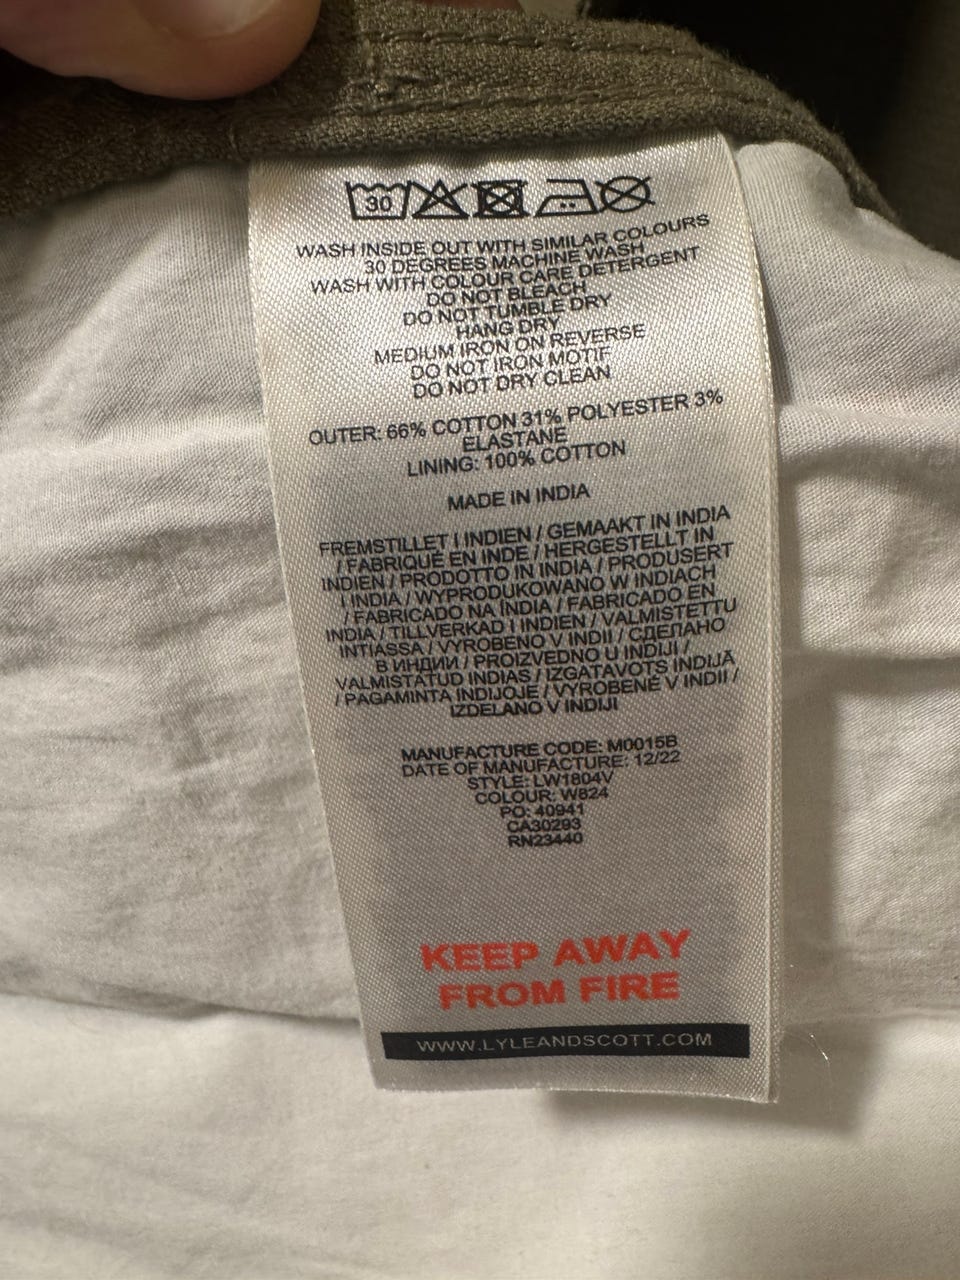 30
WASH INSIDE OUT WITH SIMILAR COLOURS
30 DEGREES MACHINE WASH
WASH WITH COLOUR CARE DETERGENT
DO NOT BLEACH
DO NOT TUMBLE DRY
HANG DRY
MEDIUM IRON ON REVERSE
DO NOT IRON MOTIF
DO NOT DRY CLEAN
OUTER: 66% COTTON 31% POLYESTER 3%
ELASTANE
LINING: 100% COTTON
MADE IN INDIA
FREMSTILLET I INDIEN / GEMAAKT IN INDIA
/ FABRIQUÉ EN INDE / HERGESTELLT IN
INDIEN / PRODOTTO IN INDIA / PRODUSERT
I INDIA / WYPRODUKOWANO W INDIACH
/ FABRICADO NA ÍNDIA / FABRICADO EN
INDIA / TILLVERKAD I INDIEN / VALMISTETTU
INTIASSA / VYROBENO V INDII / СДЕЛАНО
В ИНДИИ / PROIZVEDNO U INDIJI /
VALMISTATUD INDIAS / IZGATAVOTS INDIJĀ
/ PAGAMINTA INDIJOJE / VYROBENÉ V INDII /
IZDELANO V INDIJI
MANUFACTURE CODE: M0015B
DATE OF MANUFACTURE: 12/22
STYLE: LW1804V
COLOUR: W824
PO: 40941
CA30293
RN23440
KEEP AWAY
FROM FIRE
WWW.LYLEANDSCOTT.COM